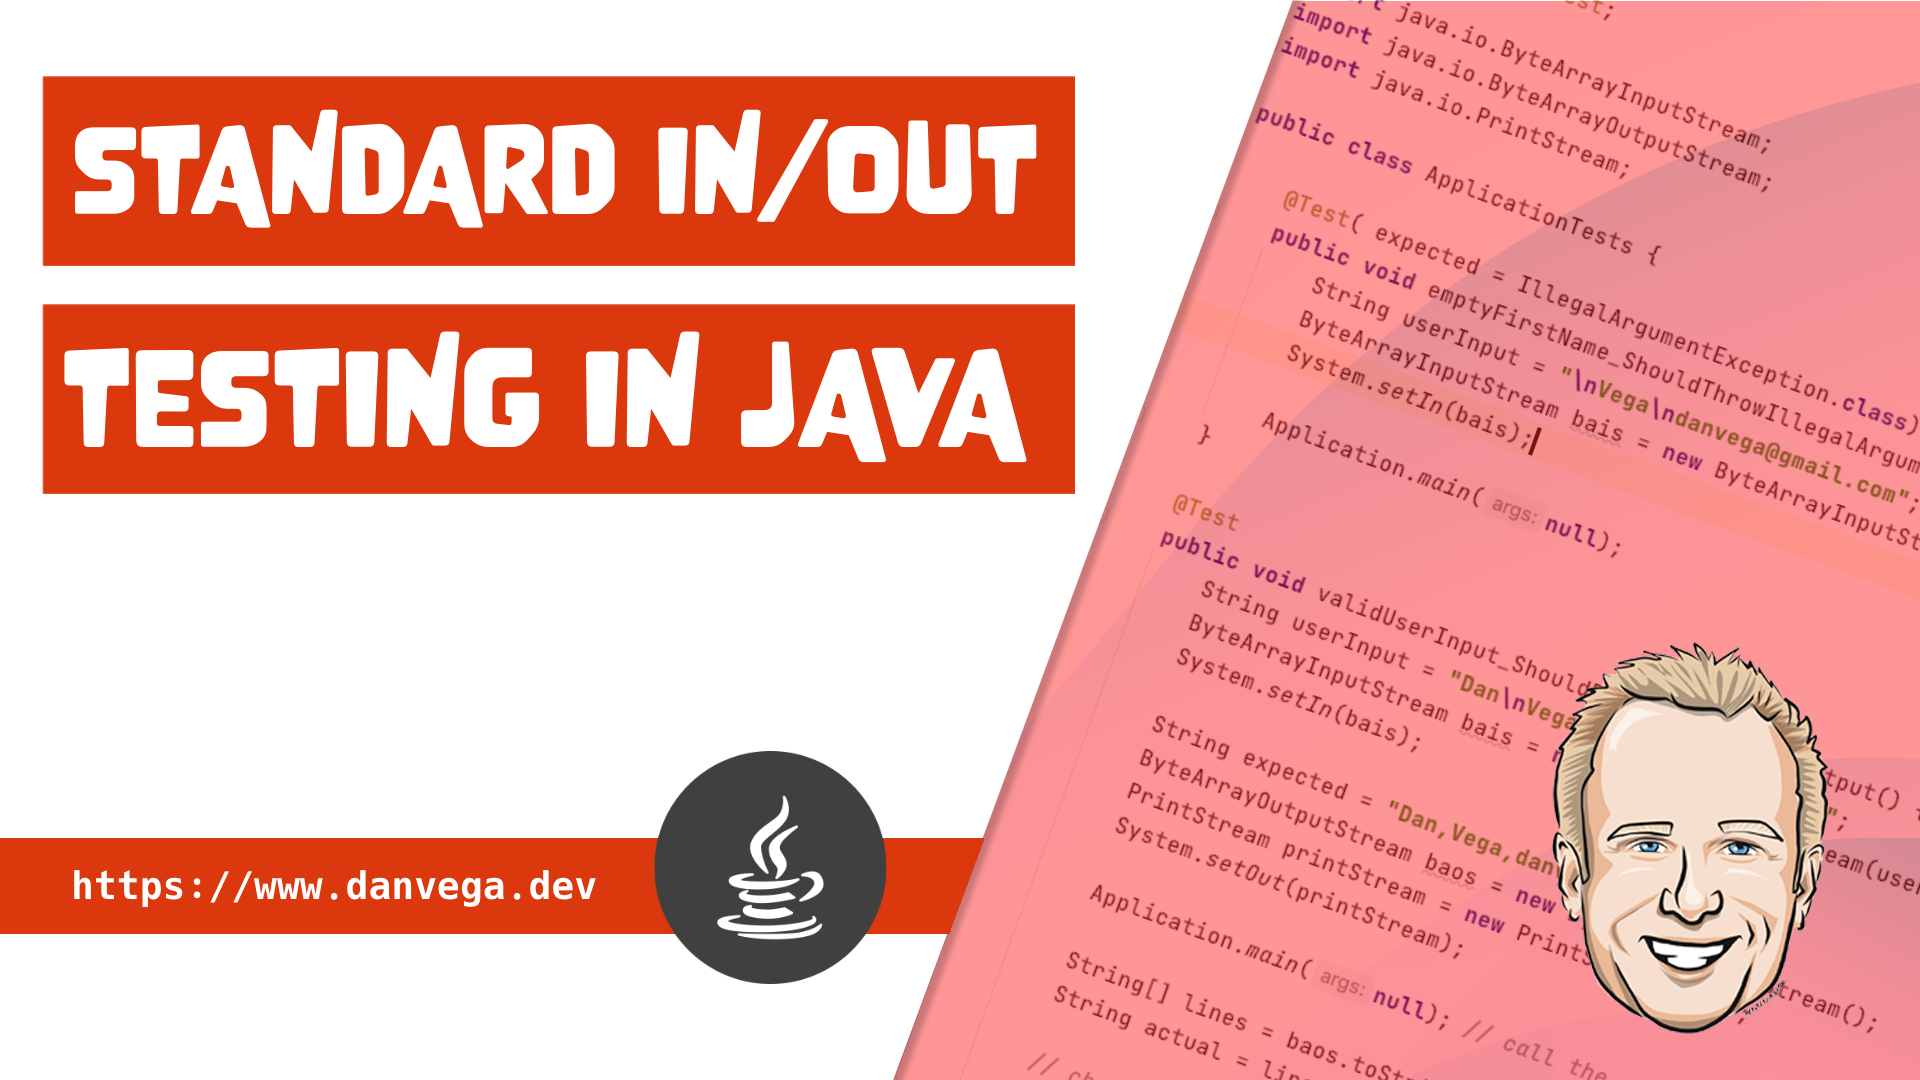 STANDARD IN/OUT
TESTING IN JAVA
https://www.danvega.dev
import java.io.ByteArrayInputStream;
import java.io.ByteArrayOutputStream;
java.io.PrintStream;
public class ApplicationTests {
@Test( expected = IllegalArgumentException.class)
public void emptyFirstName_ShouldThrowIllegalArgum
String userInput = "\nVega\ndanvega@gmail.com";
ByteArrayInputStream bais = new ByteArrayInputSt
System.setIn(bais);
Application.main( args: null);
}
@Test
public void validUserInput_Should
String userInput = "Dan\nVega
ByteArrayInputStream bais =
System.setIn(bais);
String expected = "Dan,Vega,dan
ByteArrayOutputStream baos = new
PrintStream printStream = new Prints
System.setOut(printStream);
Application.main( args: null); // call the
String[] lines = baos.toStri
String actual =
//